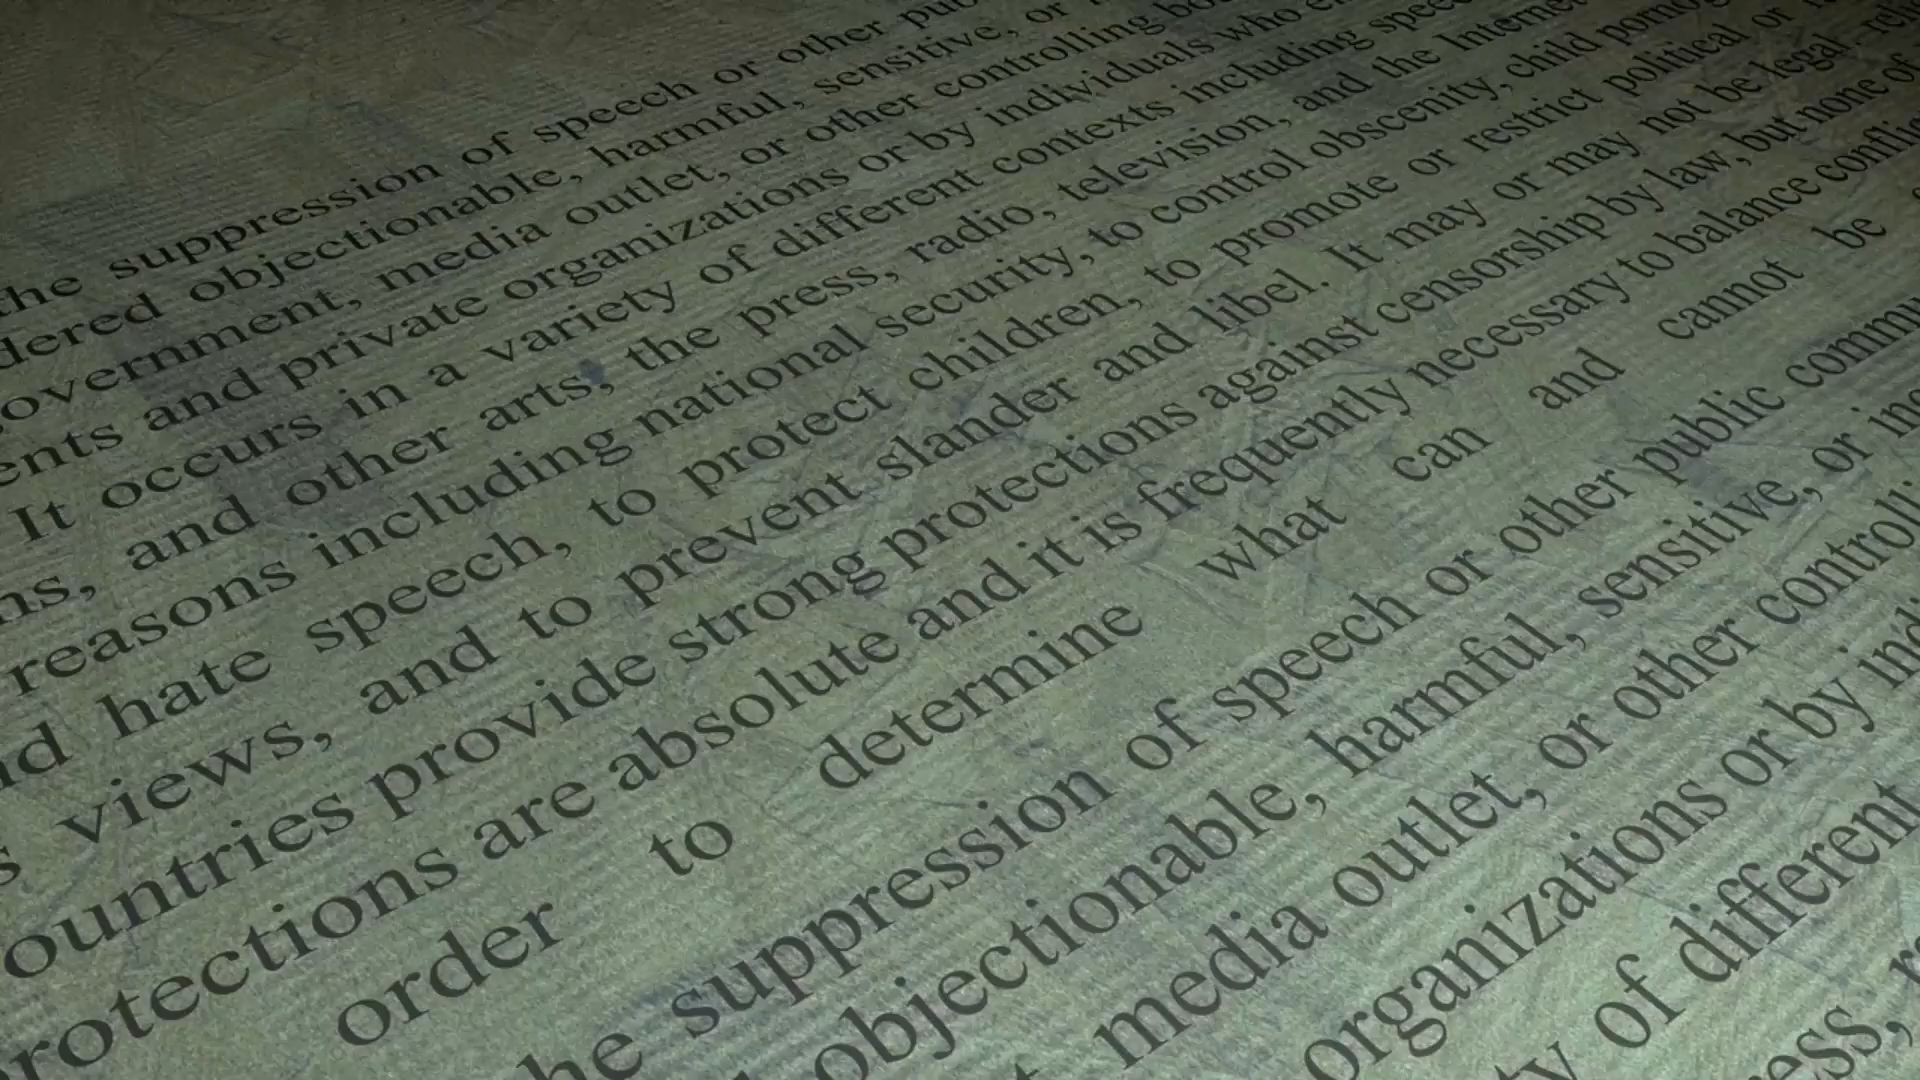 the suppression of speech or other pub
dered objectionable, harmful, sensitive, or
overnment, media outlet, or other controlling bo
ents and private organizations or by individuals who e
It occurs in a variety of different contexts including spee
ns, and other arts, the press, radio, television, and the Internet
reasons including national security, to control obscenity, child pornog
nd hate speech, to protect children, to promote or restrict political or
s views, and to prevent slander and libel. It may or may not be legal.
ountries provide strong protections against censorship by law, but none of
rotections are absolute and it is frequently necessary to balance confli
order to determine what can and cannot be
he suppression of speech or other public commu
objectionable, harmful, sensitive, or in
t media outlet, or other controlli
organizations or by indi
ty of different
ess, r